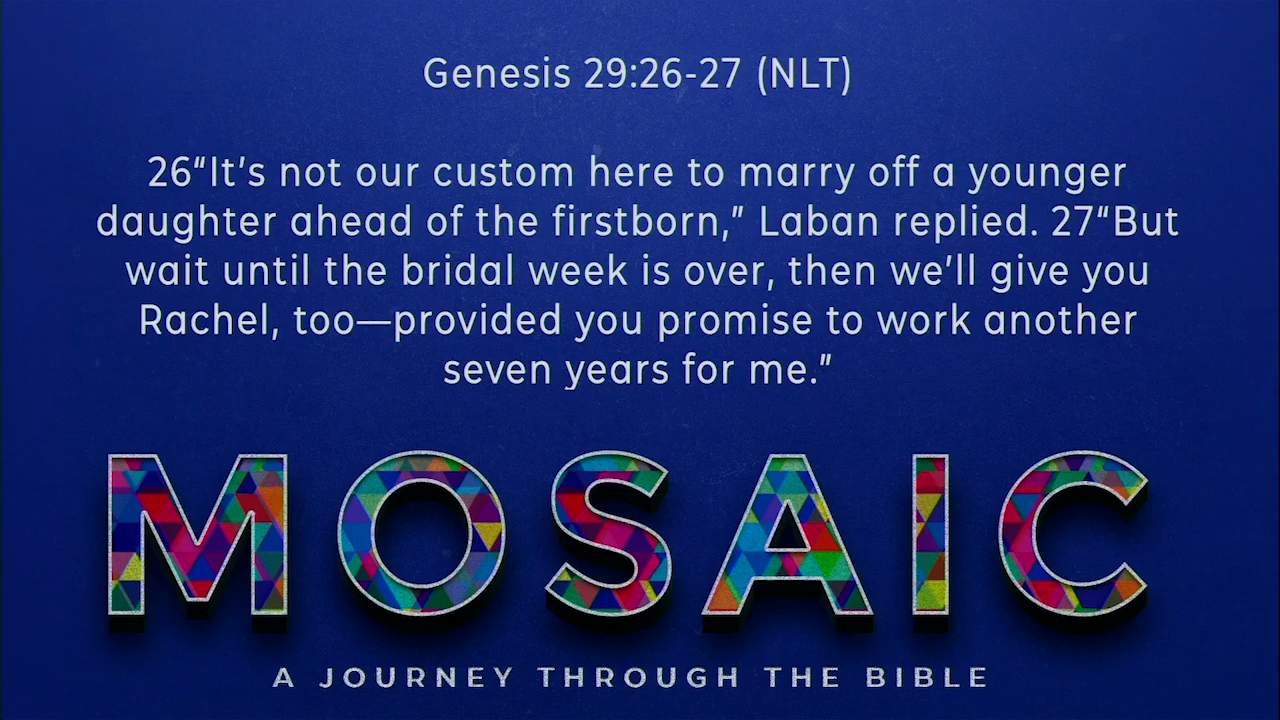 Genesis 29:26-27 (NLT)
26“It’s not our custom here to marry off a younger
daughter ahead of the firstborn,” Laban replied. 27“But
wait until the bridal week is over, then we’ll give you
Rachel, too—provided you promise to work another
seven years for me.”
MOSAIC
A JOURNEY THROUGH THE BIBLE